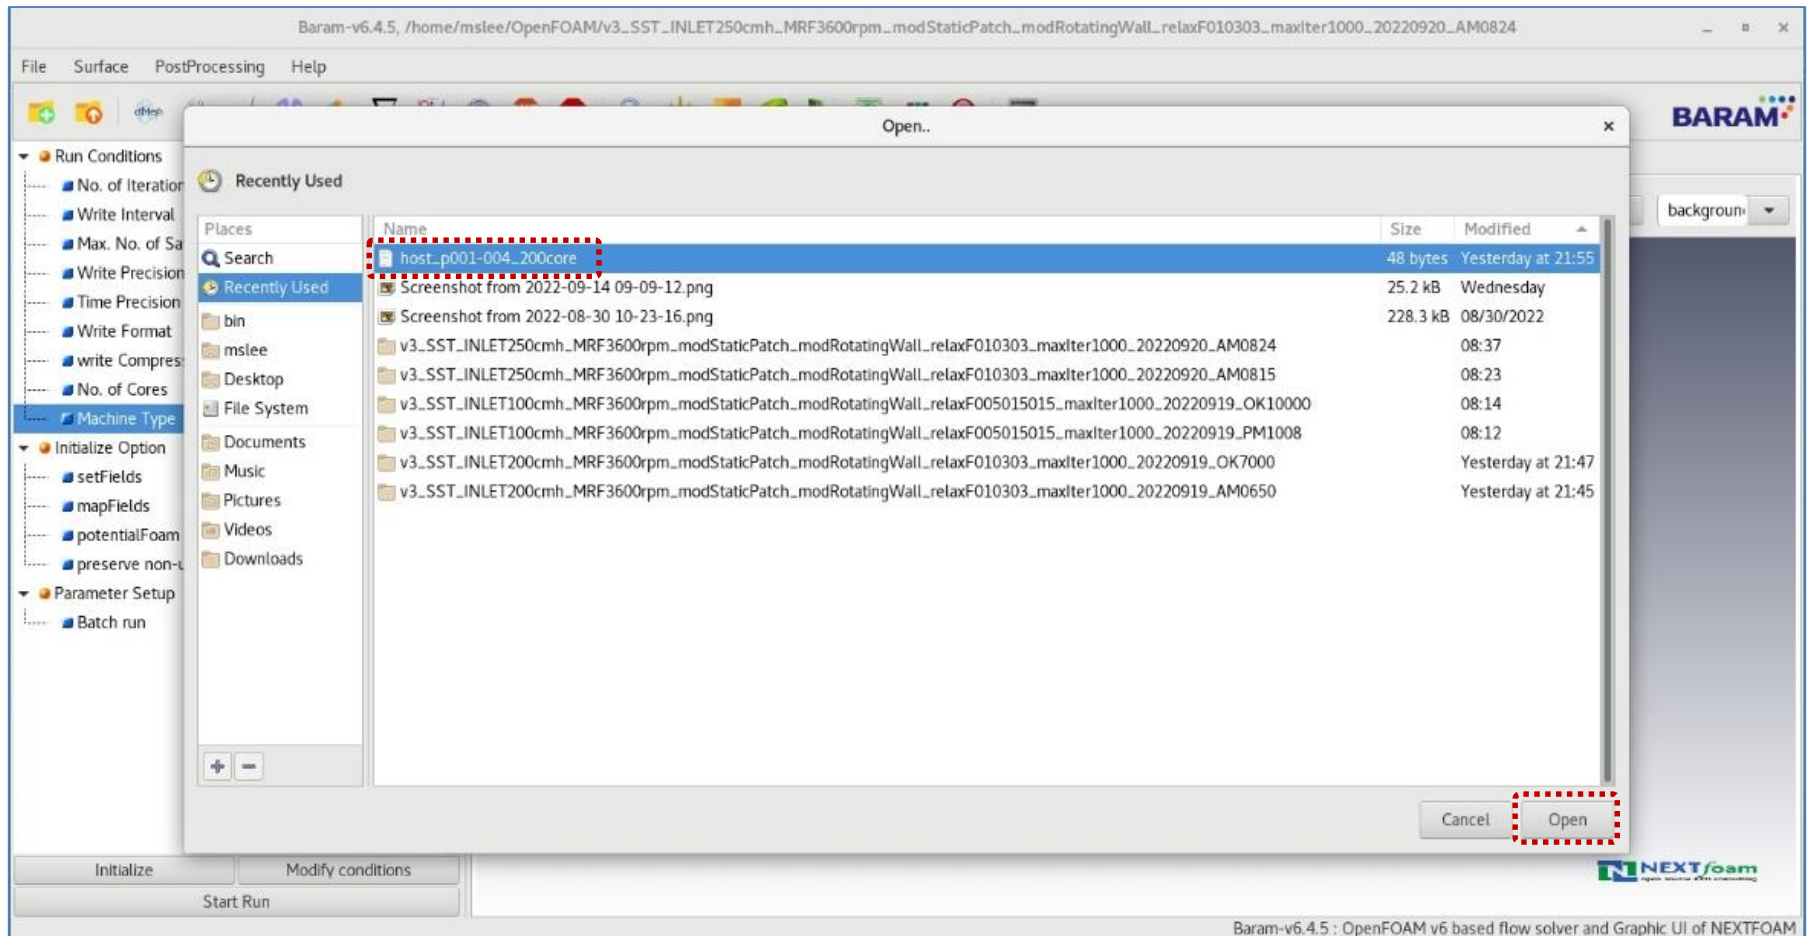 Baram-v6.4.5, /home/mslee/OpenFOAM/v3_SST_INLET250cmh_MRF3600rpm_modStaticPatch_modRotatingWall_relaxF010303_maxIter1000_20220920_AM0824
File Surface PostProcessing Help
cfMesh
BARAM
Open..
Run Conditions
No. of Iteration
Write Interval
Max. No. of Sa
Write Precision
Time Precision
Write Format
write Compres
No. of Cores
Machine Type
Initialize Option
setFields
mapFields
potentialFoam
preserve non-u
Parameter Setup
Batch run
Recently Used
backgroun
Places
Search
Recently Used
bin
mslee
Desktop
File System
Documents
Music
Pictures
Videos
Downloads
Name Size Modified
host_p001-004_200core 48 bytes Yesterday at 21:55
Screenshot from 2022-09-14 09-09-12.png 25.2 kB Wednesday
Screenshot from 2022-08-30 10-23-16.png 228.3 kB 08/30/2022
v3_SST_INLET250cmh_MRF3600rpm_modStaticPatch_modRotatingWall_relaxF010303_maxIter1000_20220920_AM0824 08:37
v3_SST_INLET250cmh_MRF3600rpm_modStaticPatch_modRotatingWall_relaxF010303_maxIter1000_20220920_AM0815 08:23
v3_SST_INLET100cmh_MRF3600rpm_modStaticPatch_modRotatingWall_relaxF005015015_maxIter1000_20220919_OK10000 08:14
v3_SST_INLET100cmh_MRF3600rpm_modStaticPatch_modRotatingWall_relaxF005015015_maxIter1000_20220919_PM1008 08:12
v3_SST_INLET200cmh_MRF3600rpm_modStaticPatch_modRotatingWall_relaxF010303_maxIter1000_20220919_OK7000 Yesterday at 21:47
v3_SST_INLET200cmh_MRF3600rpm_modStaticPatch_modRotatingWall_relaxF010303_maxIter1000_20220919_AM0650 Yesterday at 21:45
Cancel Open
Initialize Modify conditions
Start Run
NEXTfoam
Baram-v6.4.5 : OpenFOAM v6 based flow solver and Graphic UI of NEXTFOAM